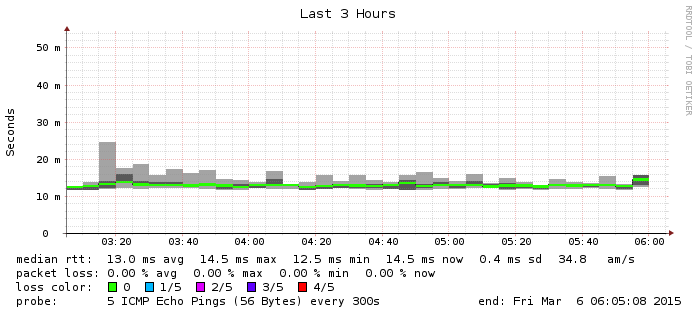 Last 3 Hours
RRDTOOL / TOBI OETIKER
Seconds
50 m
40 m
30 m
20 m
10 m
0
03:20 03:40 04:00 04:20 04:40 05:00 05:20 05:40 06:00
median rtt: 13.0 ms avg 14.5 ms max 12.5 ms min 14.5 ms now 0.4 ms sd 34.8 am/s
packet loss: 0.00 % avg 0.00 % max 0.00 % min 0.00 % now
loss color: 0 1/5 2/5 3/5 4/5
probe: 5 ICMP Echo Pings (56 Bytes) every 300s end: Fri Mar 6 06:05:08 2015